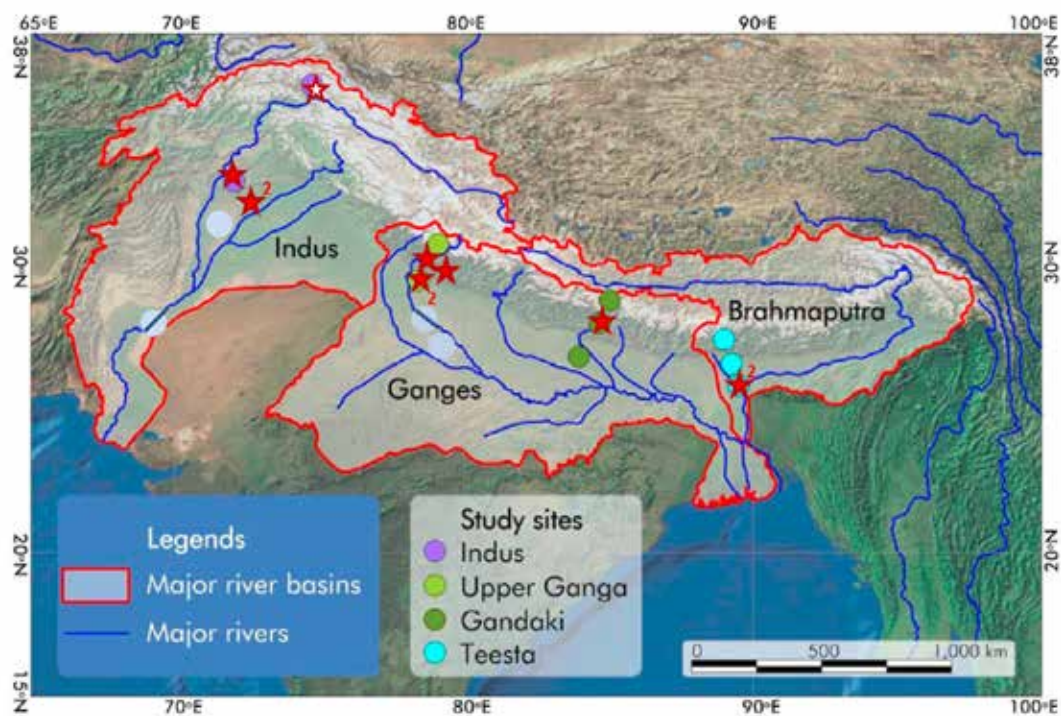 65°E 70°E 80°E 90°E 100°E
38°N 38°N
2
Indus
30°N 30°N
2
Brahmaputra
2
Ganges
Legends
Major river basins
Major rivers
Study sites
Indus
Upper Ganga
Gandaki
Teesta
20°N
0 500 1,000 km
15°N 15°N
70°E 80°E 90°E 100°E